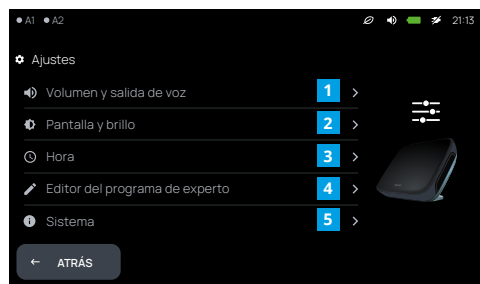 A1 A2 21:13
Ajustes
Volumen y salida de voz 1
Pantalla y brillo 2
Hora 3
Editor del programa de experto 4
Sistema 5
ATRÁS